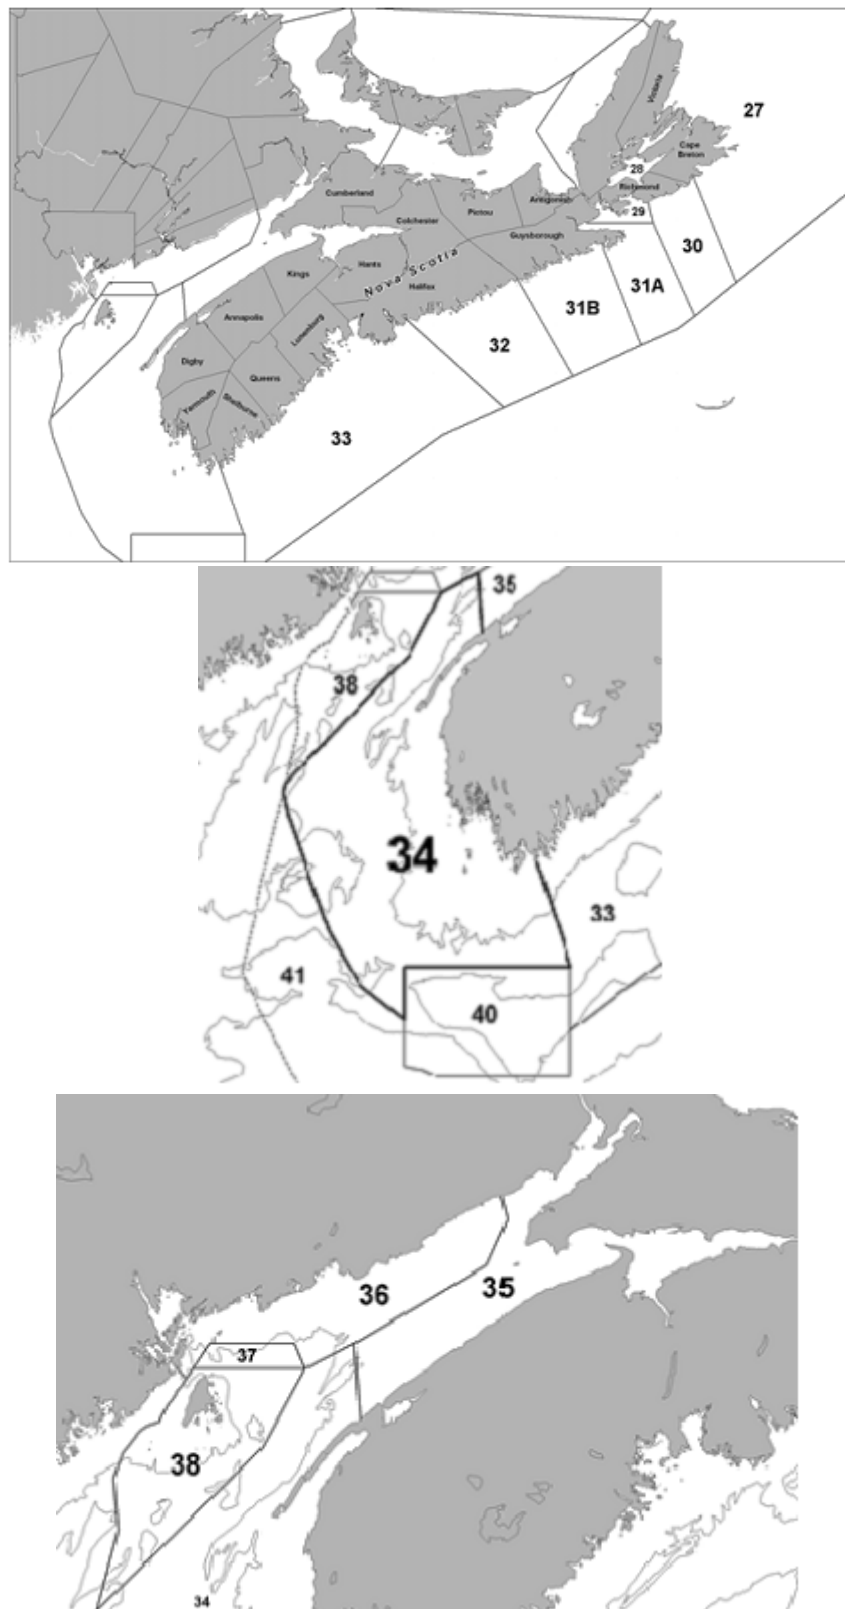 27
Victoria
Cape
Breton
28
Richmond
29
Cumberland
Colchester
Pictou
Antigonish
Guysborough
30
31A
31B
32
Kings
Hants
Nova Scotia
Halifax
Annapolis
Lunenburg
Digby
Queens
Yarmouth
Shelburne
33
35
38
34
33
41
40
36
35
37
38
34